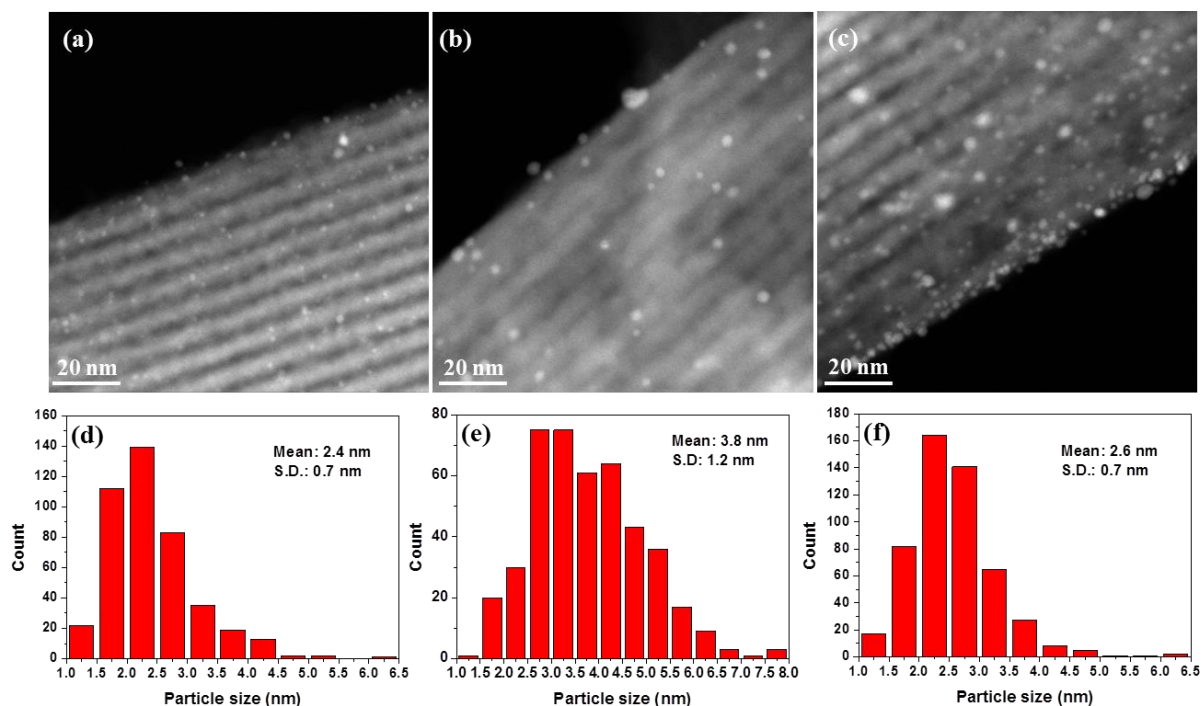 (a)
(b)
(c)
20 nm
20 nm
20 nm
(d)
Mean: 2.4 nm
S.D.: 0.7 nm
160
140
120
100
80
60
40
20
0
Count
1.0 1.5 2.0 2.5 3.0 3.5 4.0 4.5 5.0 5.5 6.0 6.5
Particle size (nm)
(e)
Mean: 3.8 nm
S.D: 1.2 nm
80
60
40
20
0
Count
1.0 1.5 2.0 2.5 3.0 3.5 4.0 4.5 5.0 5.5 6.0 6.5 7.0 7.5 8.0
Particle size (nm)
(f)
Mean: 2.6 nm
S.D.: 0.7 nm
180
160
140
120
100
80
60
40
20
0
Count
1.0 1.5 2.0 2.5 3.0 3.5 4.0 4.5 5.0 5.5 6.0 6.5
Particle size (nm)